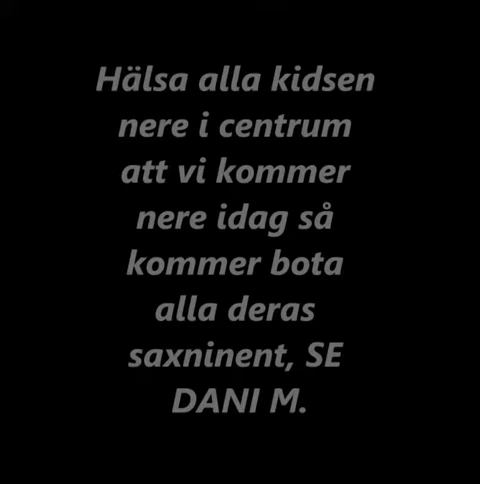 Hälsa alla kidsen
nere i centrum
att vi kommer
nere idag så
kommer bota
alla deras
saxninent, SE
DANI M.